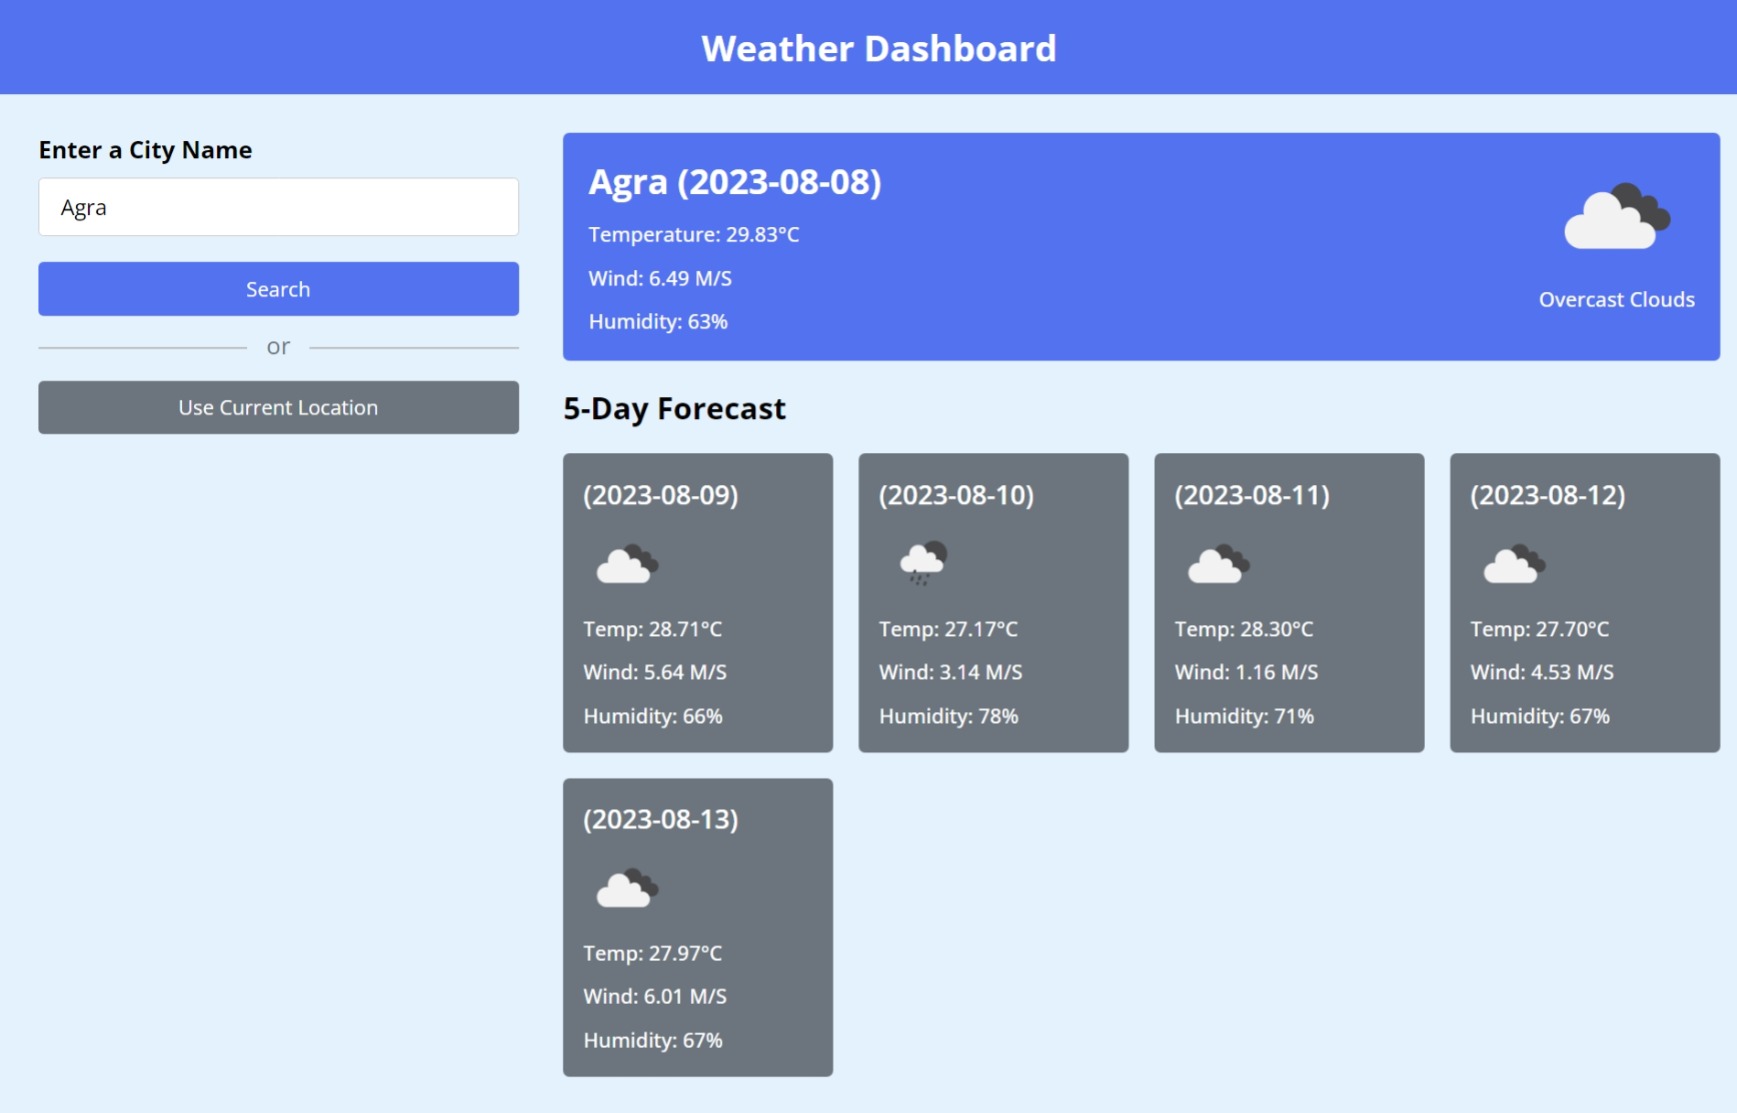 Weather Dashboard
Enter a City Name
Agra
Search
or
Use Current Location
Agra (2023-08-08)
Temperature: 29.83°C
Wind: 6.49 M/S
Humidity: 63%
Overcast Clouds
5-Day Forecast
(2023-08-09)
Temp: 28.71°C
Wind: 5.64 M/S
Humidity: 66%
(2023-08-10)
Temp: 27.17°C
Wind: 3.14 M/S
Humidity: 78%
(2023-08-11)
Temp: 28.30°C
Wind: 1.16 M/S
Humidity: 71%
(2023-08-12)
Temp: 27.70°C
Wind: 4.53 M/S
Humidity: 67%
(2023-08-13)
Temp: 27.97°C
Wind: 6.01 M/S
Humidity: 67%